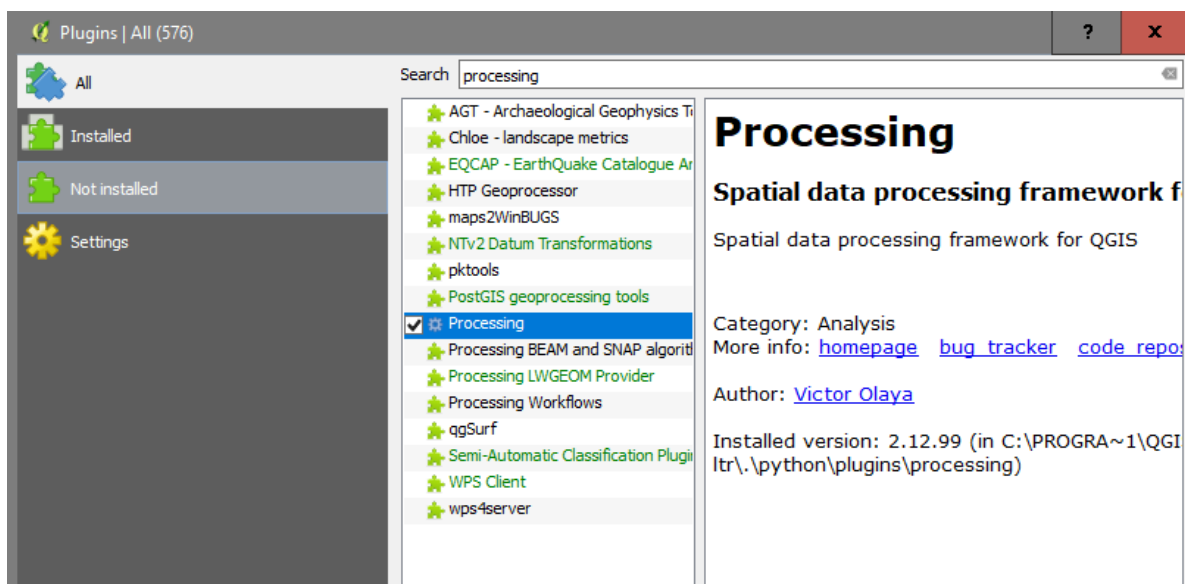 Plugins | All (576)
?
x
All
Installed
Not installed
Settings
Search processing
AGT - Archaeological Geophysics
Chloe - landscape metrics
EQCAP - EarthQuake Catalogue
HTP Geoprocessor
maps2WinBUGS
NTv2 Datum Transformations
pktools
PostGIS geoprocessing tools
Processing
Processing BEAM and SNAP
Processing LWGEOM Provider
Processing Workflows
qgSurf
Semi-Automatic Classification
WPS Client
wps4server
Processing
Spatial data processing framework
Spatial data processing framework for QGIS
Category: Analysis
More info: homepage bug tracker code
Author: Victor Olaya
Installed version: 2.12.99 (in C:\PROGRA~1\QGI
ltr\.\python\plugins\processing)